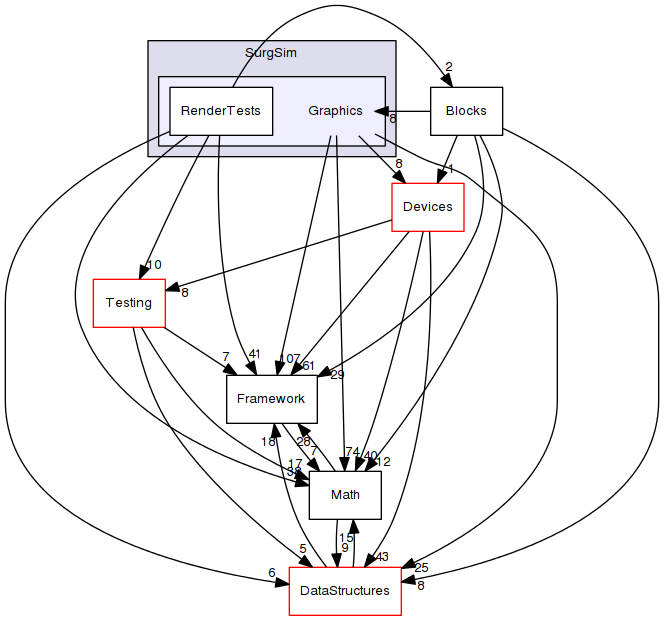 SurgSim
2
RenderTests
Graphics
Blocks
8
8
1
Devices
10
8
Testing
7
41
107
61
29
Framework
18
28
7
17
38
74
40
12
Math
15
9
5
43
25
6
8
DataStructures